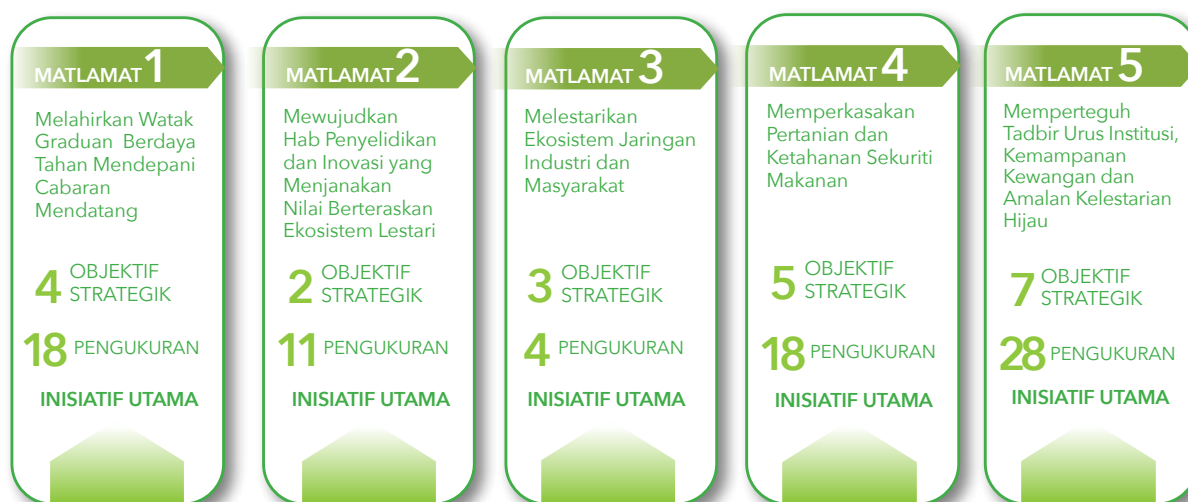 MATLAMAT 1
Melahirkan Watak
Graduan Berdaya
Tahan Mendepani
Cabaran
Mendatang
4 OBJEKTIF
STRATEGIK
18 PENGUKURAN
INISIATIF UTAMA
MATLAMAT 2
Mewujudkan
Hab Penyelidikan
dan Inovasi yang
Menjanakan
Nilai Berteraskan
Ekosistem Lestari
2 OBJEKTIF
STRATEGIK
11 PENGUKURAN
INISIATIF UTAMA
MATLAMAT 3
Melestarikan
Ekosistem Jaringan
Industri dan
Masyarakat
3 OBJEKTIF
STRATEGIK
4 PENGUKURAN
INISIATIF UTAMA
MATLAMAT 4
Memperkasakan
Pertanian dan
Ketahanan Sekuriti
Makanan
5 OBJEKTIF
STRATEGIK
18 PENGUKURAN
INISIATIF UTAMA
MATLAMAT 5
Memperteguh
Tadbir Urus Institusi,
Kemampanan
Kewangan dan
Amalan Kelestarian
Hijau
7 OBJEKTIF
STRATEGIK
28 PENGUKURAN
INISIATIF UTAMA